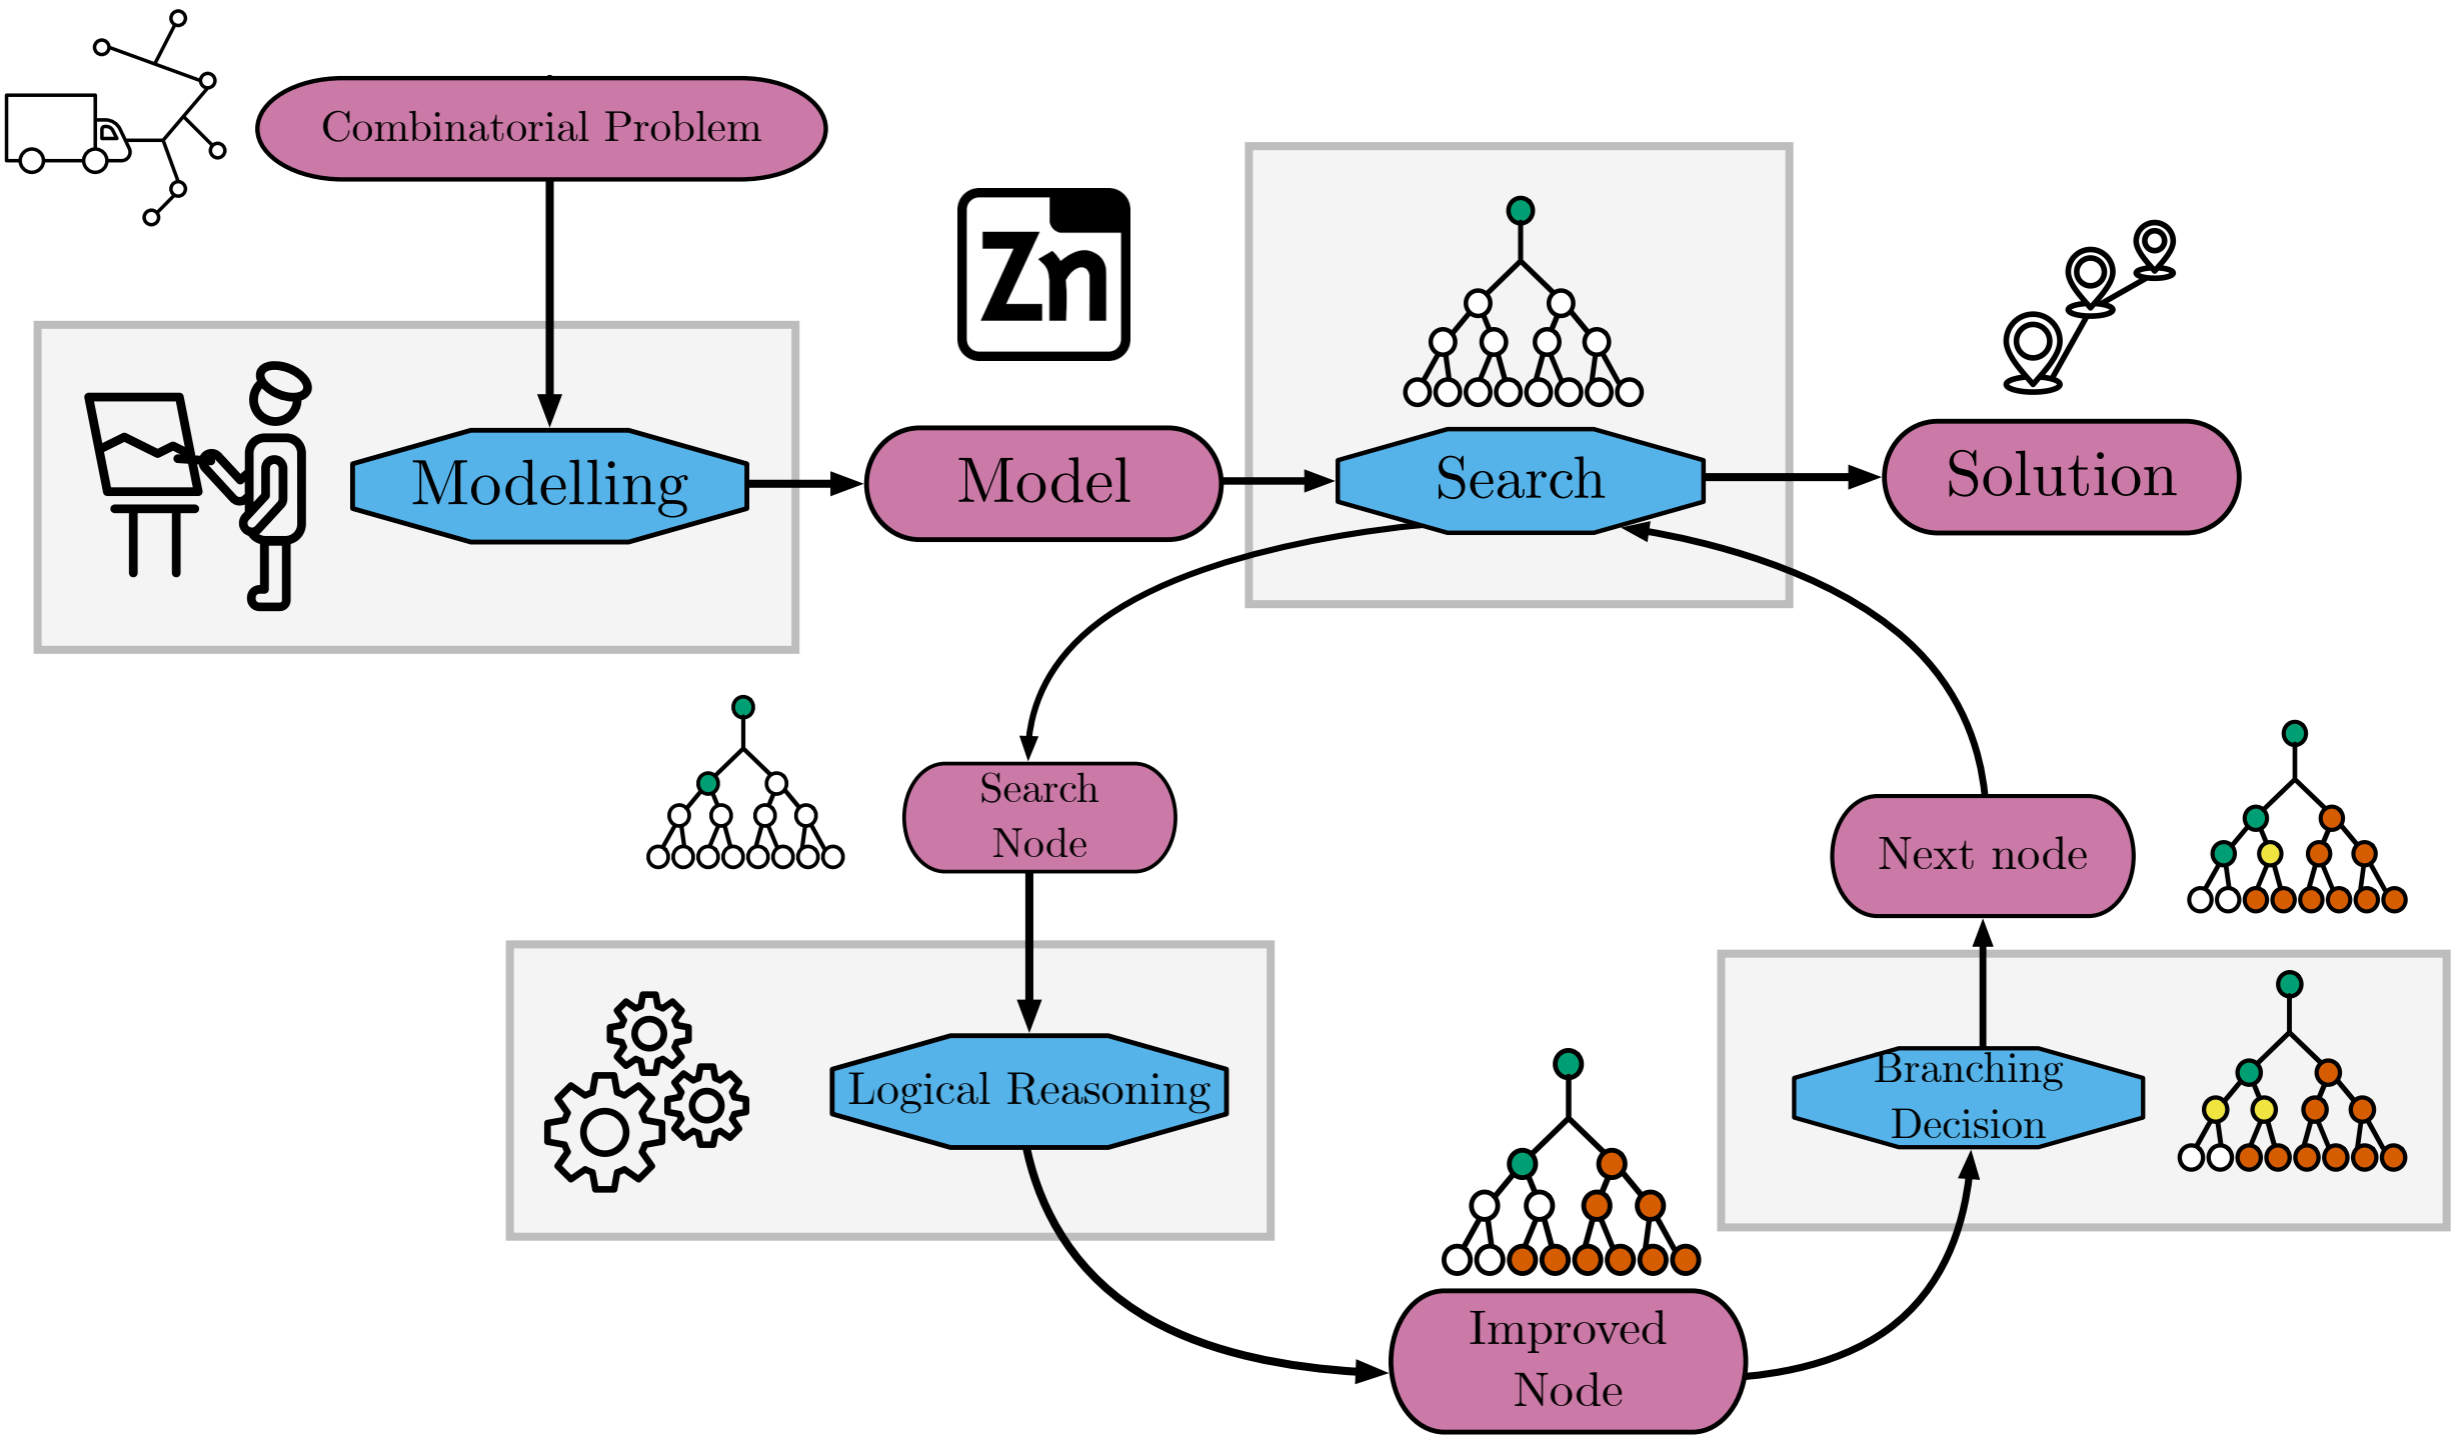 Combinatorial Problem
Zn
Modelling
Model
Search
Solution
Search
Node
Next node
Logical Reasoning
Branching
Decision
Improved
Node